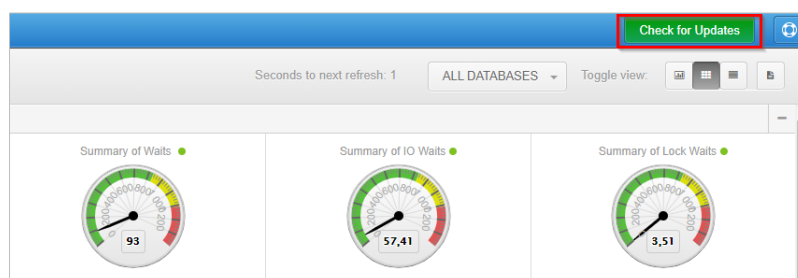 Check for Updates
Seconds to next refresh: 1 ALL DATABASES Toggle view:
Summary of Waits Summary of IO Waits Summary of Lock Waits
93 57,41 3,51